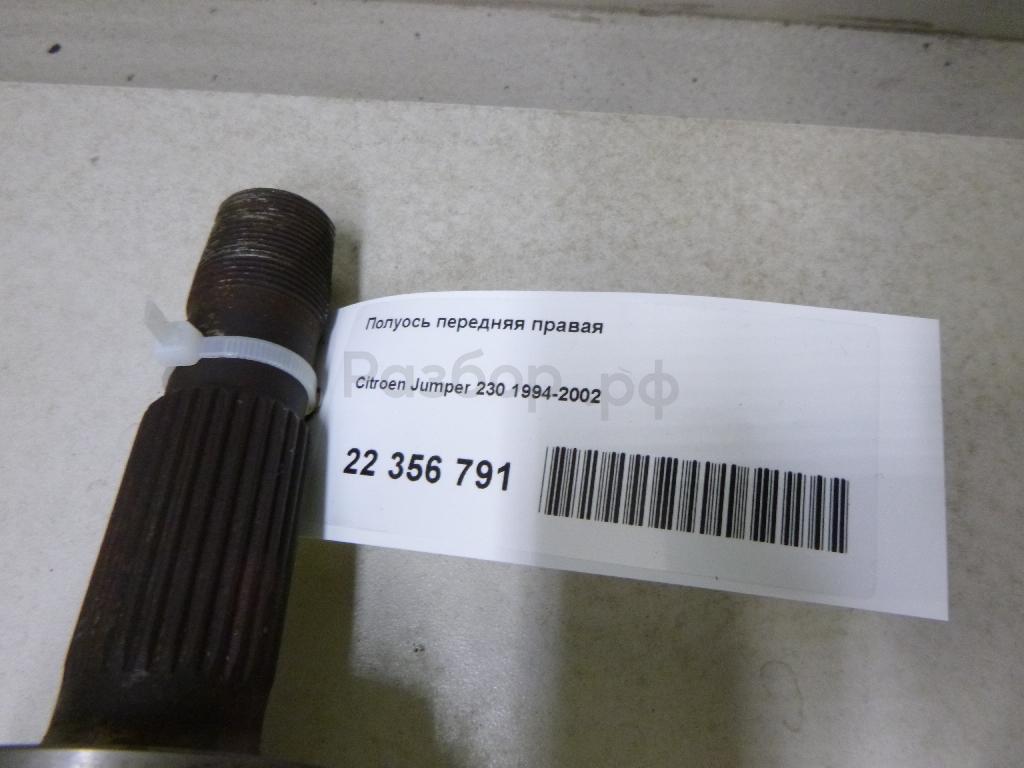 Полуось передняя правая
Разбор.рф
Citroen Jumper 230 1994-2002
22 356 791